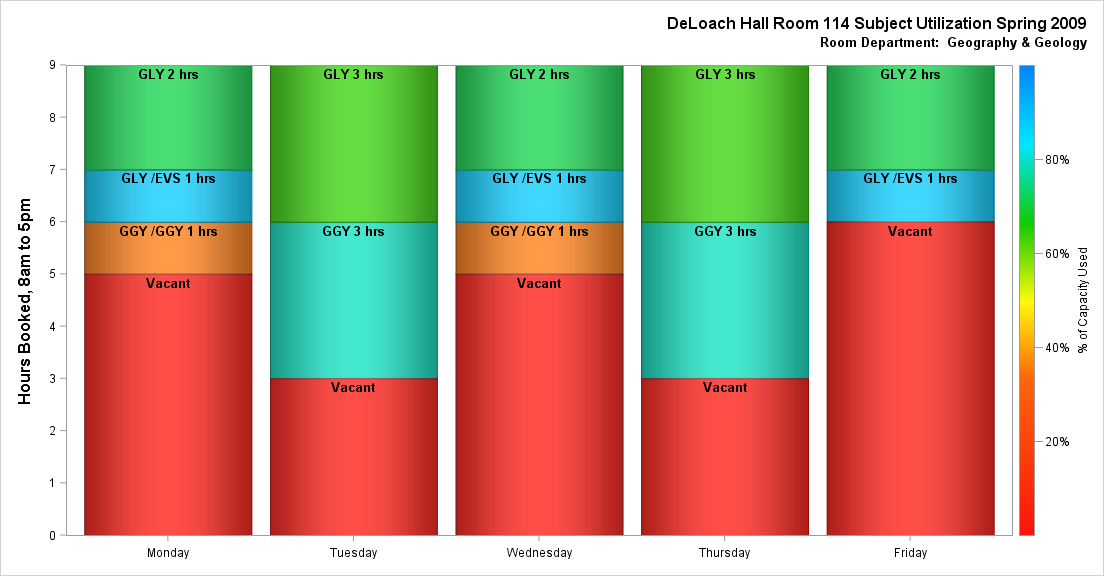 DeLoach Hall Room 114 Subject Utilization Spring 2009
Room Department:  Geography & Geology
Hours Booked, 8am to 5pm
9
8
7
6
5
4
3
2
1
0
GLY 2 hrs
GLY /EVS 1 hrs
GGY /GGY 1 hrs
Vacant
GLY 3 hrs
GGY 3 hrs
Vacant
GLY 2 hrs
GLY /EVS 1 hrs
GGY /GGY 1 hrs
Vacant
GLY 3 hrs
GGY 3 hrs
Vacant
GLY 2 hrs
GLY /EVS 1 hrs
Vacant
Monday
Tuesday
Wednesday
Thursday
Friday
80%
60%
40%
20%
% of Capacity Used